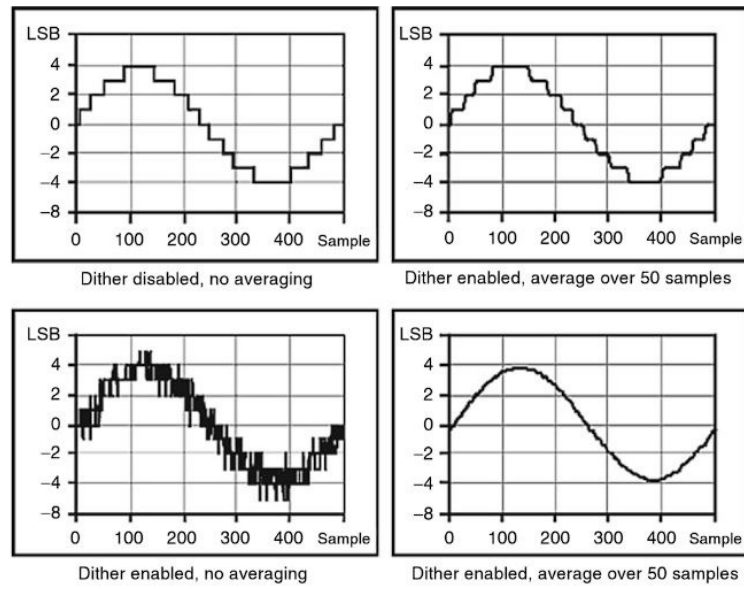 LSB
4
2
0
−2
−4
−8
0 100 200 300 400 Sample
Dither disabled, no averaging
LSB
4
2
0
−2
−4
−8
0 100 200 300 400 Sample
Dither enabled, average over 50 samples
LSB
4
2
0
−2
−4
−8
0 100 200 300 400 Sample
Dither enabled, no averaging
LSB
4
2
0
−2
−4
−8
0 100 200 300 400 Sample
Dither enabled, average over 50 samples